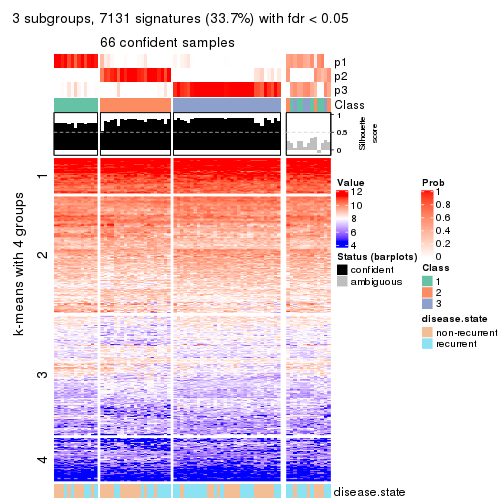 3 subgroups, 7131 signatures (33.7%) with fdr < 0.05
66 confident samples
p1
p2
p3
Class
1
0.5
0
Silhouette
score
k-means with 4 groups
1
2
3
4
disease.state
Value
12
10
8
6
4
Status (barplots)
confident
ambiguous
Prob
1
0.8
0.6
0.4
0.2
0
Class
1
2
3
disease.state
non-recurrent
recurrent